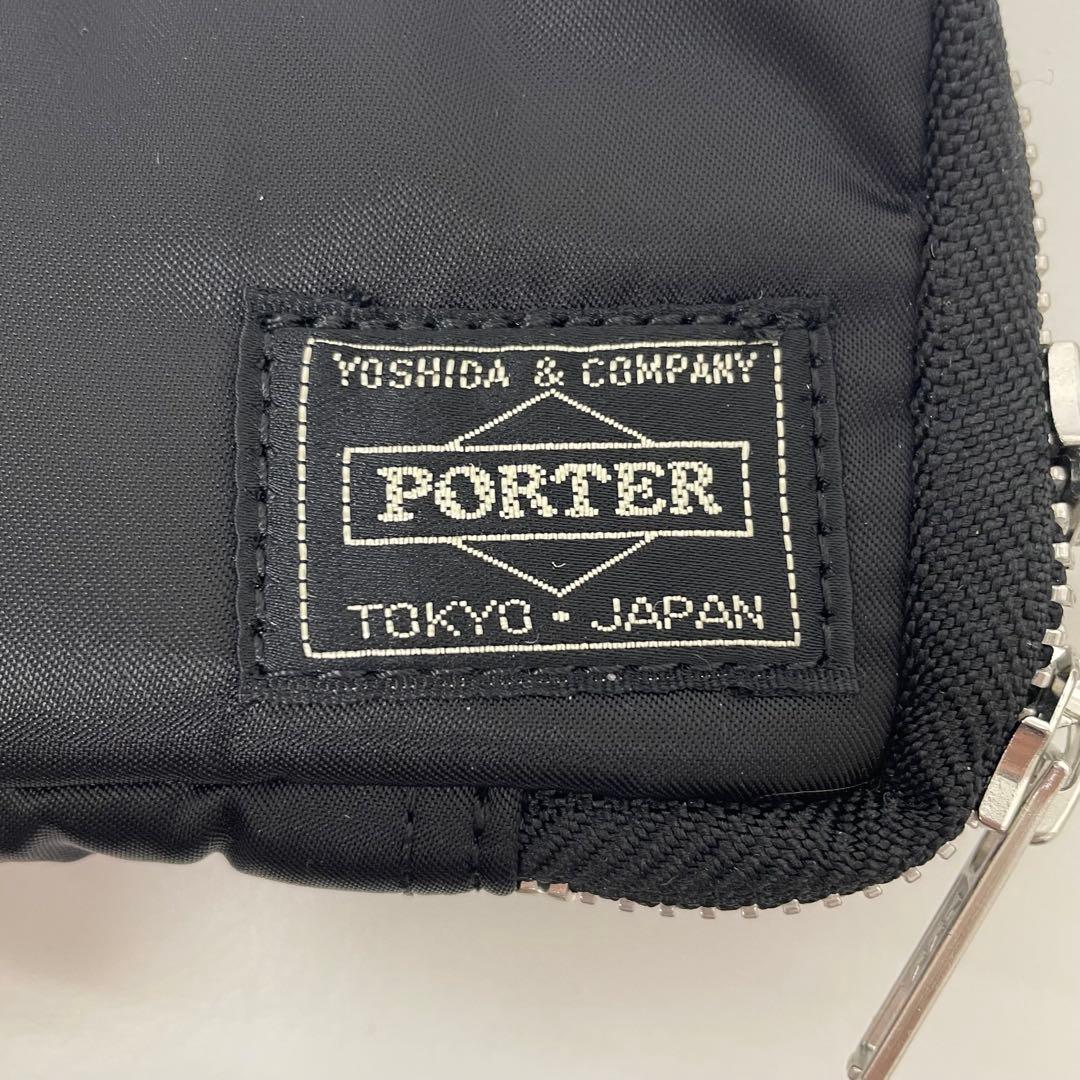 YOSHIDA & COMPANY
PORTER
TOKYO · JAPAN